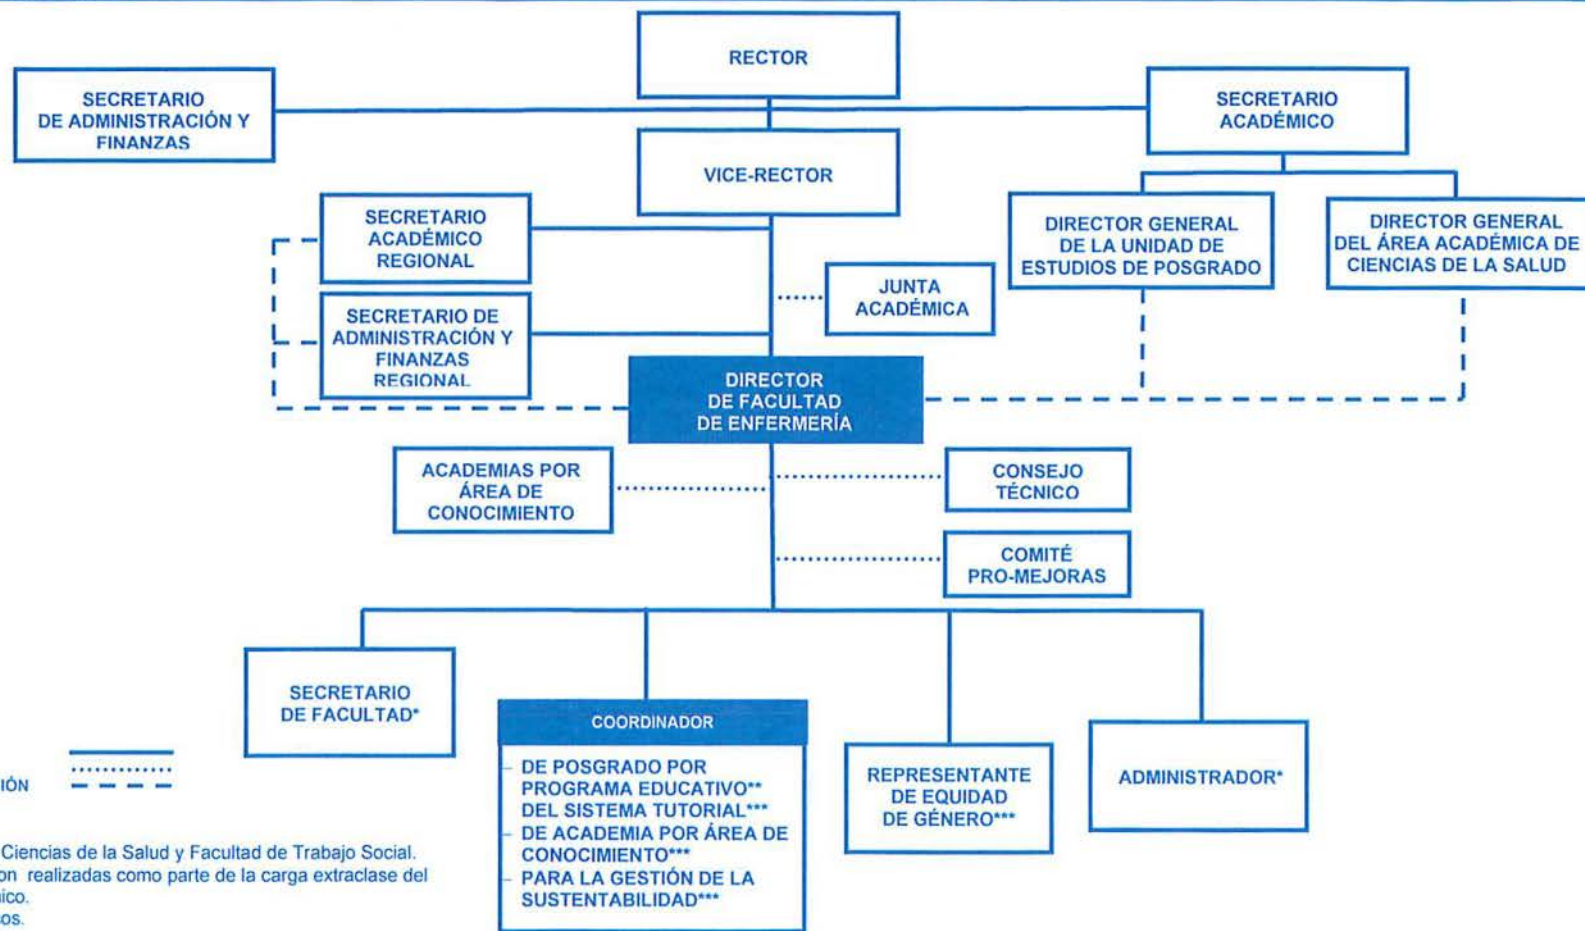 RECTOR
SECRETARIO
DE ADMINISTRACIÓN Y
FINANZAS
SECRETARIO
ACADÉMICO
VICE-RECTOR
SECRETARIO
ACADÉMICO
REGIONAL
DIRECTOR GENERAL
DE LA UNIDAD DE
ESTUDIOS DE POSGRADO
DIRECTOR GENERAL
DEL ÁREA ACADÉMICA DE
CIENCIAS DE LA SALUD
JUNTA
ACADÉMICA
SECRETARIO DE
ADMINISTRACIÓN Y
FINANZAS
REGIONAL
DIRECTOR
DE FACULTAD
DE ENFERMERÍA
ACADEMIAS POR
ÁREA DE
CONOCIMIENTO
CONSEJO
TÉCNICO
COMITÉ
PRO-MEJORAS
SECRETARIO
DE FACULTAD*
COORDINADOR
– DE POSGRADO POR
PROGRAMA EDUCATIVO**
DEL SISTEMA TUTORIAL***
– DE ACADEMIA POR ÁREA DE
CONOCIMIENTO***
– PARA LA GESTIÓN DE LA
SUSTENTABILIDAD***
REPRESENTANTE
DE EQUIDAD
DE GÉNERO***
ADMINISTRADOR*
IÓN
Ciencias de la Salud y Facultad de Trabajo Social.
on realizadas como parte de la carga extraclase del
nico.
os.